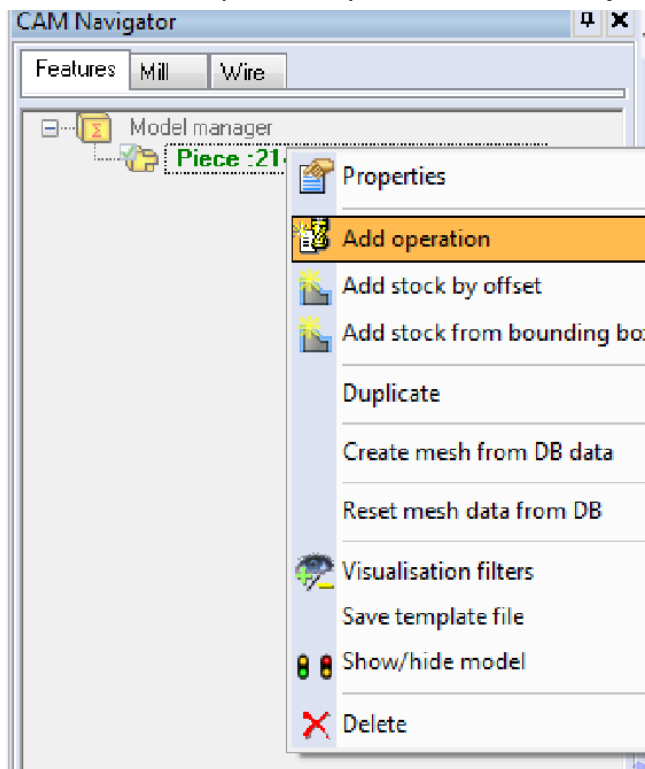 CAM Navigator
Features Mill Wire
Model manager
Piece :21
Properties
Add operation
Add stock by offset
Add stock from bounding bo
Duplicate
Create mesh from DB data
Reset mesh data from DB
Visualisation filters
Save template file
Show/hide model
Delete